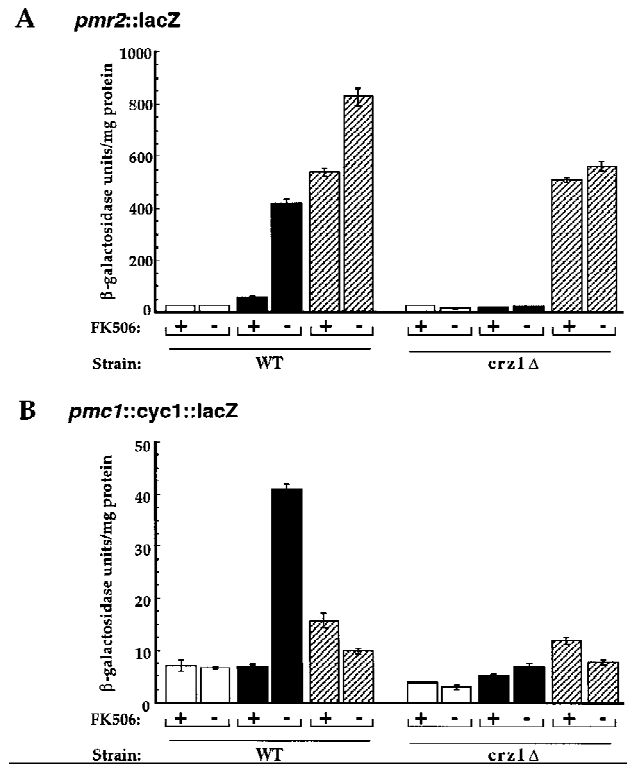 A pmr2::lacZ
β-galactosidase units/mg protein
1000
800
600
400
200
0
FK506: + - + - + - + - + - + -
Strain: WT crz1Δ
B pmc1::cyc1::lacZ
β-galactosidase units/mg protein
50
40
30
20
10
0
FK506: + - + - + - + - + - + -
Strain: WT crz1Δ